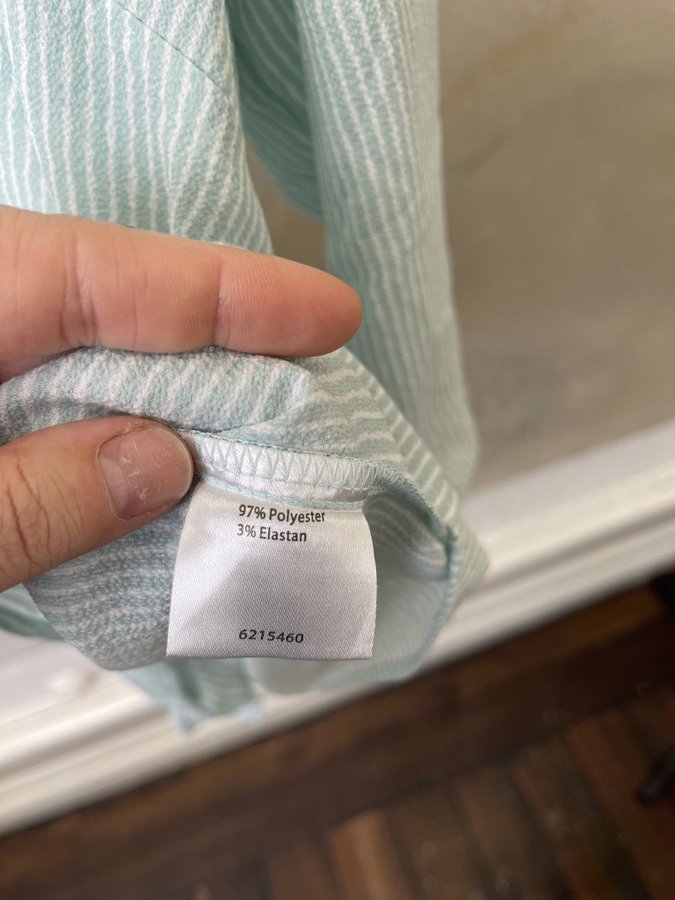 97% Polyester
3% Elastan
6215460